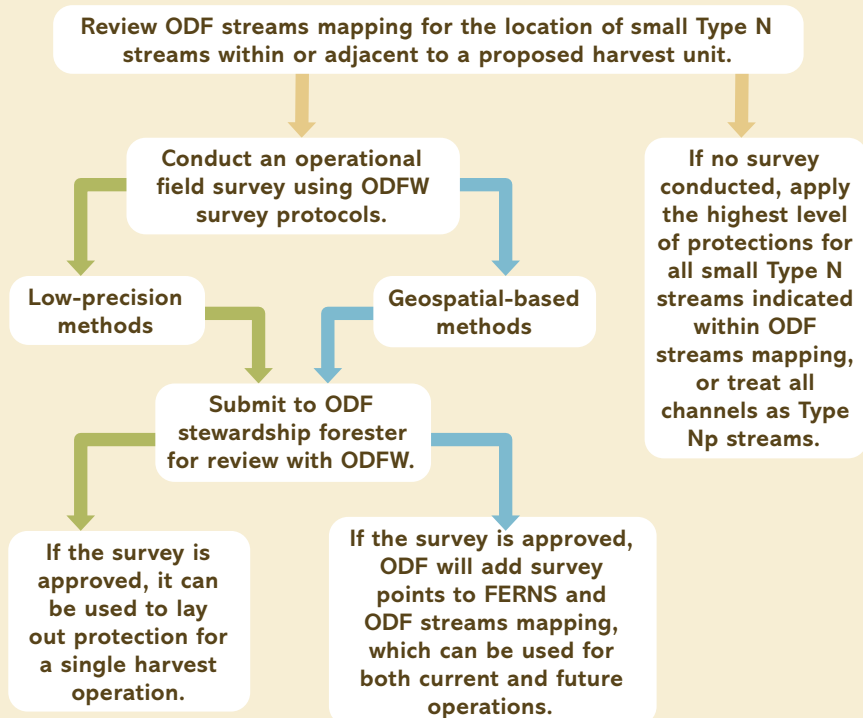 Review ODF streams mapping for the location of small Type N
streams within or adjacent to a proposed harvest unit.
Conduct an operational
field survey using ODFW
survey protocols.
If no survey
conducted, apply
the highest level
of protections for
all small Type N
streams indicated
within ODF
streams mapping,
or treat all
channels as Type
Np streams.
Low-precision
methods
Geospatial-based
methods
Submit to ODF
stewardship forester
for review with ODFW.
If the survey is
approved, it can
be used to lay
out protection for
a single harvest
operation.
If the survey is approved,
ODF will add survey
points to FERNS and
ODF streams mapping,
which can be used for
both current and future
operations.